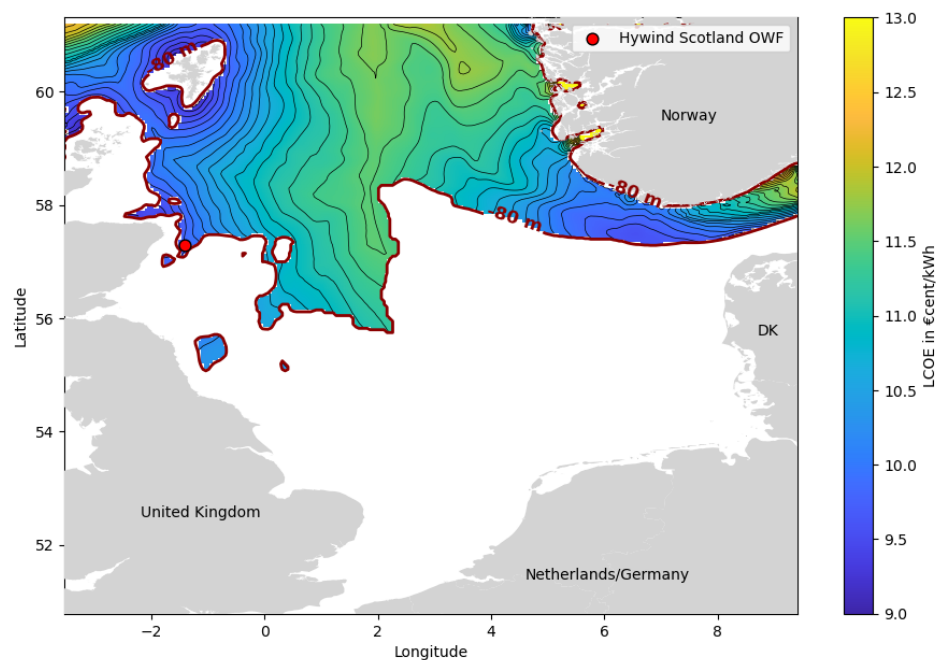 Hywind Scotland OWF
-80 m
Norway
-80 m
-80 m
DK
United Kingdom
Netherlands/Germany
60
58
56
54
52
Latitude
−2
0
2
4
6
8
Longitude
13.0
12.5
12.0
11.5
11.0
10.5
10.0
9.5
9.0
LCOE in €cent/kWh